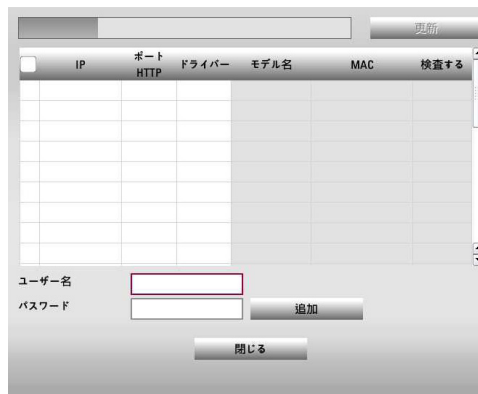 更新
IP
ポート
HTTP
ドライバー
モデル名
MAC
検査する
ユーザー名
パスワード
追加
閉じる